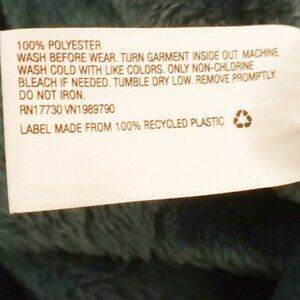 100% POLYESTER
WASH BEFORE WEAR. TURN GARMENT INSIDE OUT. MACHINE
WASH COLD WITH LIKE COLORS. ONLY NON-CHLORINE
BLEACH IF NEEDED. TUMBLE DRY LOW. REMOVE PROMPTLY.
DO NOT IRON.
RN17730 VN1989790
LABEL MADE FROM 100% RECYCLED PLASTIC